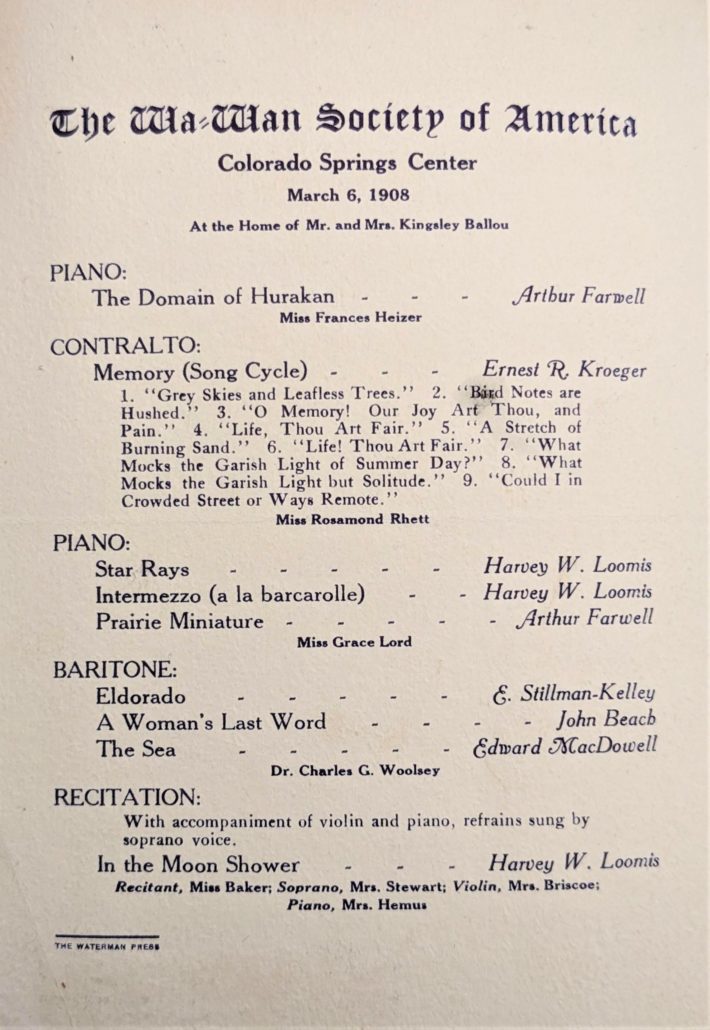 The Wa-Wan Society of America
Colorado Springs Center
March 6, 1908
At the Home of Mr. and Mrs. Kingsley Ballou
PIANO:
The Domain of Hurakan - - - Arthur Farwell
Miss Frances Heizer
CONTRALTO:
Memory (Song Cycle) - - - Ernest R. Kroeger
1. "Grey Skies and Leafless Trees." 2. "Bird Notes are
Hushed." 3. "O Memory! Our Joy Art Thou, and
Pain." 4. "Life, Thou Art Fair." 5. "A Stretch of
Burning Sand." 6. "Life! Thou Art Fair." 7. "What
Mocks the Garish Light of Summer Day?" 8. "What
Mocks the Garish Light but Solitude." 9. "Could I in
Crowded Street or Ways Remote."
Miss Rosamond Rhett
PIANO:
Star Rays - - - - - Harvey W. Loomis
Intermezzo (a la barcarolle) - - Harvey W. Loomis
Prairie Miniature - - - - - Arthur Farwell
Miss Grace Lord
BARITONE:
Eldorado - - - - - E. Stillman-Kelley
A Woman's Last Word - - - - John Beach
The Sea - - - - - Edward MacDowell
Dr. Charles G. Woolsey
RECITATION:
With accompaniment of violin and piano, refrains sung by
soprano voice.
In the Moon Shower - - - Harvey W. Loomis
Recitant, Miss Baker; Soprano, Mrs. Stewart; Violin, Mrs. Briscoe;
Piano, Mrs. Hemus
THE WATERMAN PRESS